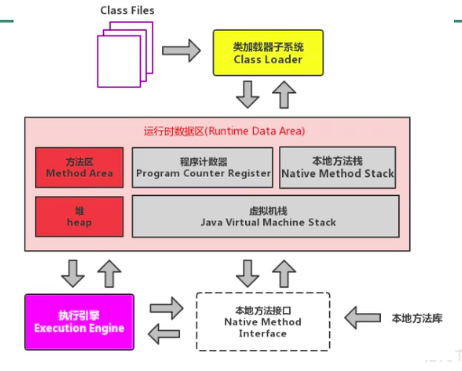 Class Files
类加载器子系统
Class Loader
运行时数据区(Runtime Data Area)
方法区
Method Area
程序计数器
Program Counter Register
本地方法栈
Native Method Stack
堆
heap
虚拟机栈
Java Virtual Machine Stack
执行引擎
Execution Engine
本地方法接口
Native Method
Interface
本地方法库